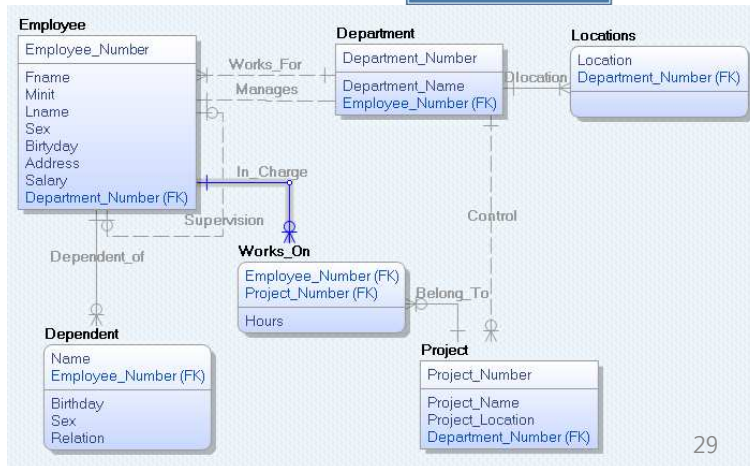 Employee
Employee_Number
Fname
Minit
Lname
Sex
Birtyday
Address
Salary
Department_Number (FK)
Works_For
Manages
Department
Department_Number
Department_Name
Employee_Number (FK)
Dlocation
Locations
Location
Department_Number (FK)
In_Charge
Supervision
Dependent_of
Control
Works_On
Employee_Number (FK)
Project_Number (FK)
Hours
Belong_To
Dependent
Name
Employee_Number (FK)
Birthday
Sex
Relation
Project
Project_Number
Project_Name
Project_Location
Department_Number (FK)
29